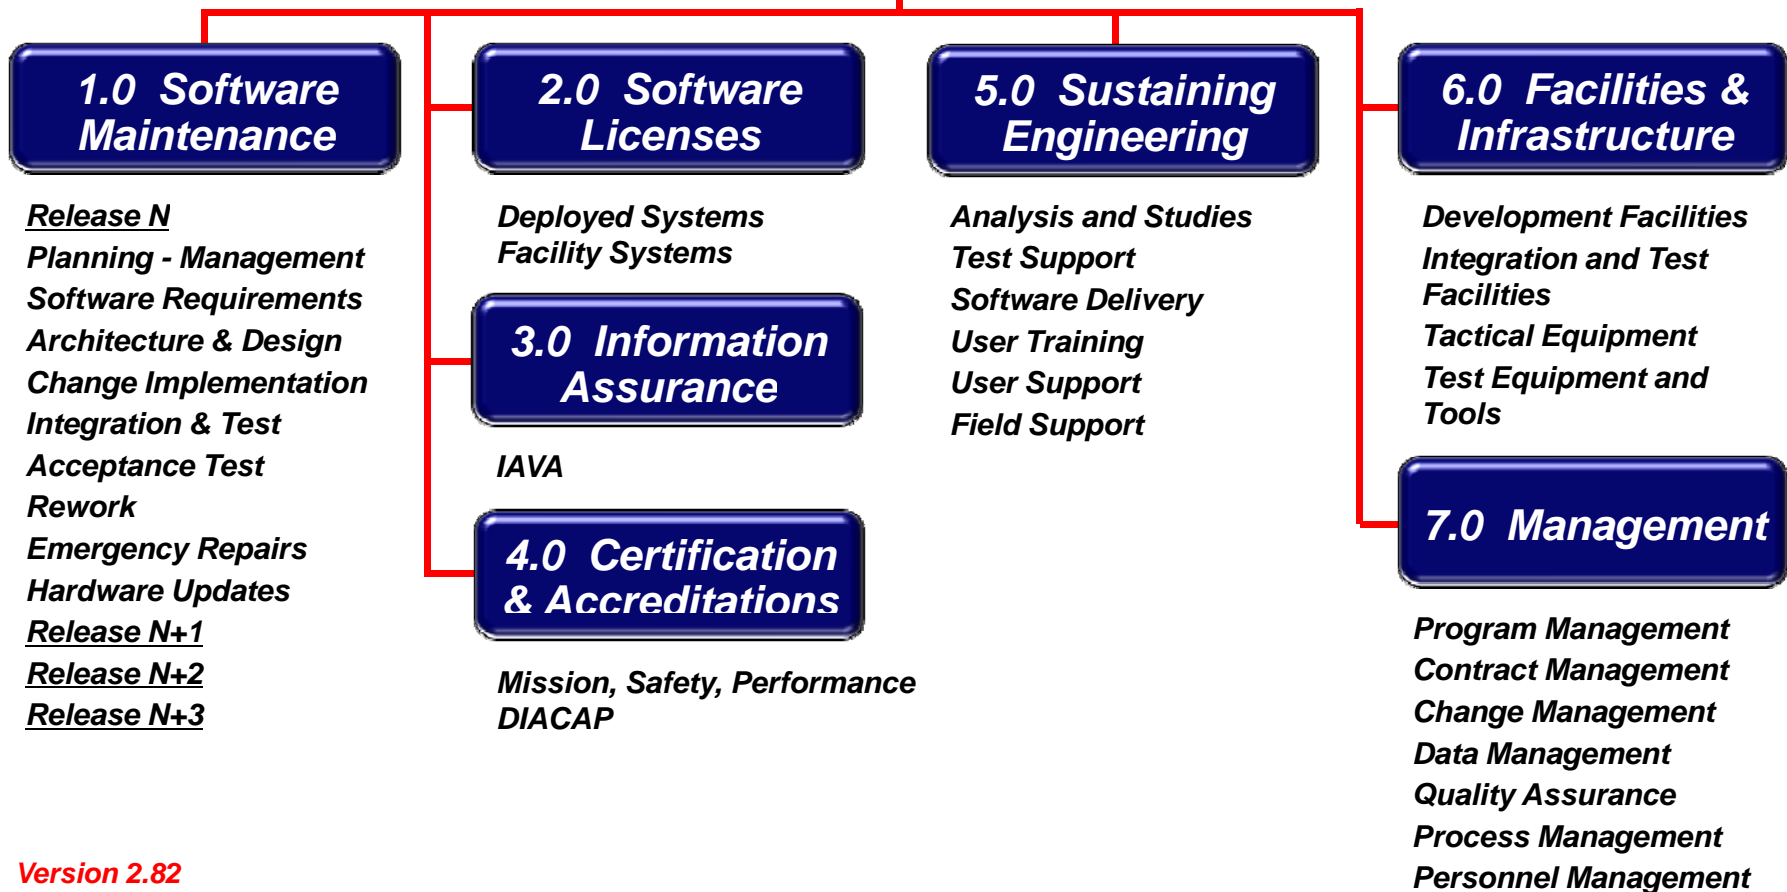 1.0 Software
Maintenance
Release N
Planning - Management
Software Requirements
Architecture & Design
Change Implementation
Integration & Test
Acceptance Test
Rework
Emergency Repairs
Hardware Updates
Release N+1
Release N+2
Release N+3
2.0 Software
Licenses
Deployed Systems
Facility Systems
3.0 Information
Assurance
IAVA
4.0 Certification
& Accreditations
Mission, Safety, Performance
DIACAP
5.0 Sustaining
Engineering
Analysis and Studies
Test Support
Software Delivery
User Training
User Support
Field Support
6.0 Facilities &
Infrastructure
Development Facilities
Integration and Test
Facilities
Tactical Equipment
Test Equipment and
Tools
7.0 Management
Program Management
Contract Management
Change Management
Data Management
Quality Assurance
Process Management
Personnel Management
Version 2.82